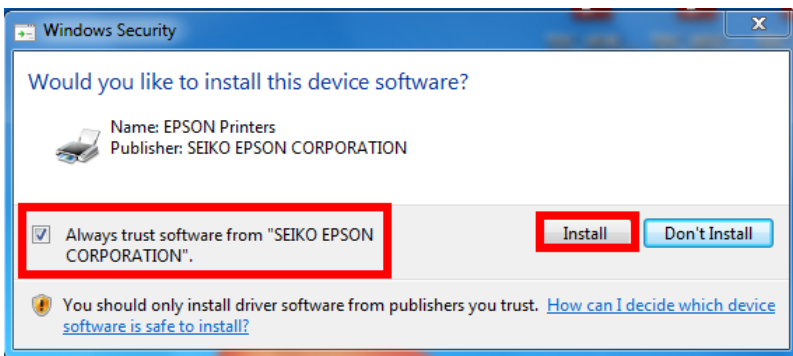 Windows Security
X
Would you like to install this device software?
Name: EPSON Printers
Publisher: SEIKO EPSON CORPORATION
Always trust software from "SEIKO EPSON
CORPORATION".
Install
Don't Install
You should only install driver software from publishers you trust. How can I decide which device
software is safe to install?